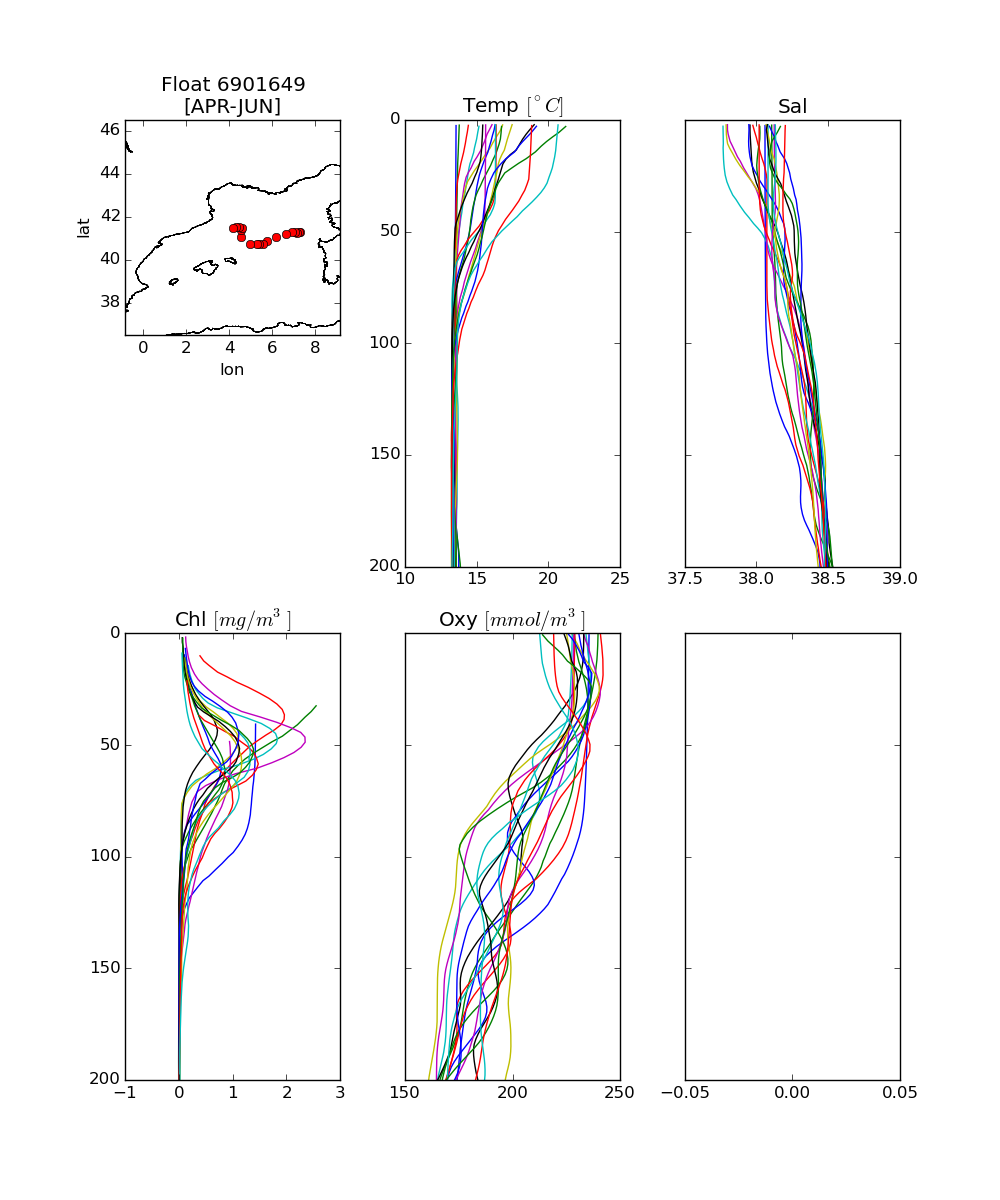 Float 6901649
[APR-JUN]
46
44
42
40
38
lat
0 2 4 6 8
lon
Temp [°C]
0
50
100
150
200
10 15 20 25
Sal
37.5 38.0 38.5 39.0
Chl [mg/m³]
0
50
100
150
200
−1 0 1 2 3
Oxy [mmol/m³]
150 200 250
−0.05 0.00 0.05